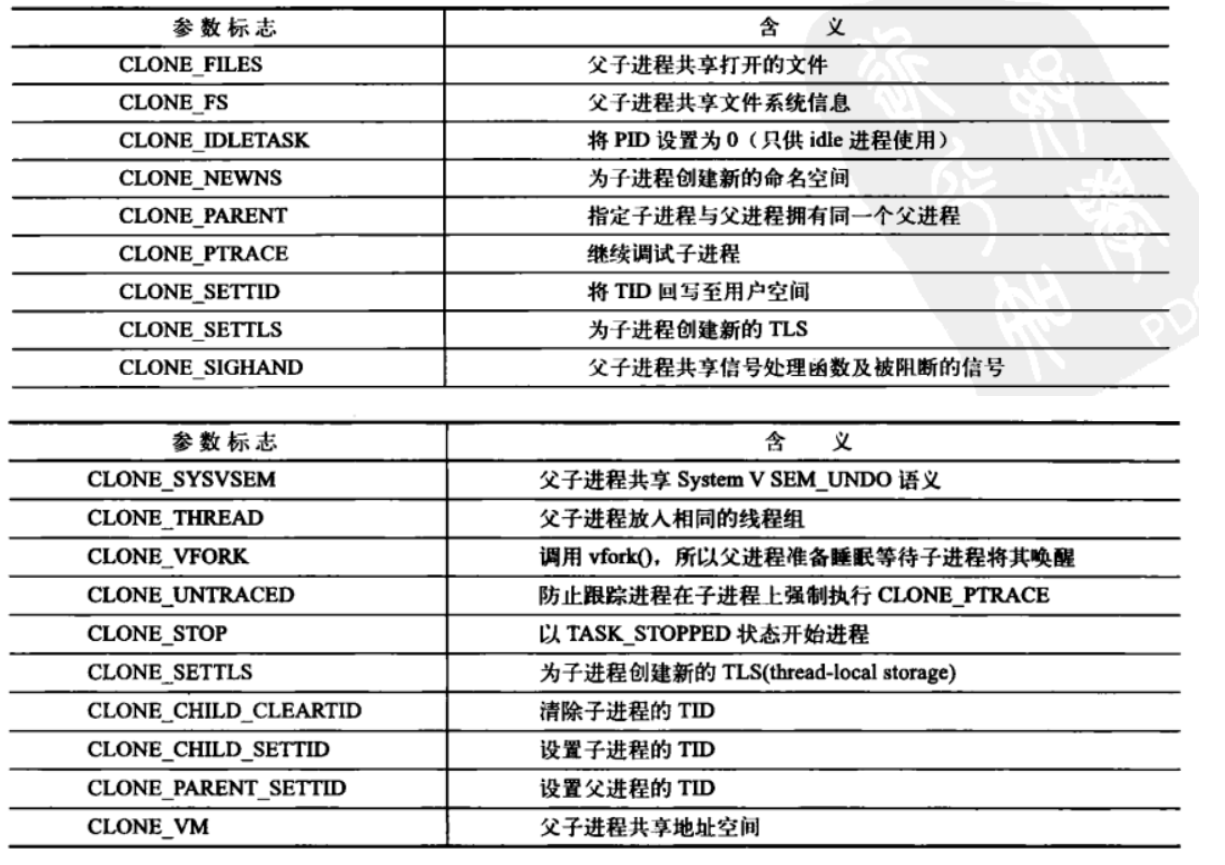 参数标志 含 义
CLONE_FILES 父子进程共享打开的文件
CLONE_FS 父子进程共享文件系统信息
CLONE_IDLETASK 将 PID 设置为 0（只供 idle 进程使用）
CLONE_NEWNS 为子进程创建新的命名空间
CLONE_PARENT 指定子进程与父进程拥有同一个父进程
CLONE_PTRACE 继续调试子进程
CLONE_SETTID 将 TID 回写至用户空间
CLONE_SETTLS 为子进程创建新的 TLS
CLONE_SIGHAND 父子进程共享信号处理函数及被阻断的信号
参数标志 含 义
CLONE_SYSVSEM 父子进程共享 System V SEM_UNDO 语义
CLONE_THREAD 父子进程放入相同的线程组
CLONE_VFORK 调用 vfork()，所以父进程准备睡眠等待子进程将其唤醒
CLONE_UNTRACED 防止跟踪进程在子进程上强制执行 CLONE_PTRACE
CLONE_STOP 以 TASK_STOPPED 状态开始进程
CLONE_SETTLS 为子进程创建新的 TLS(thread-local storage)
CLONE_CHILD_CLEARTID 清除子进程的 TID
CLONE_CHILD_SETTID 设置子进程的 TID
CLONE_PARENT_SETTID 设置父进程的 TID
CLONE_VM 父子进程共享地址空间